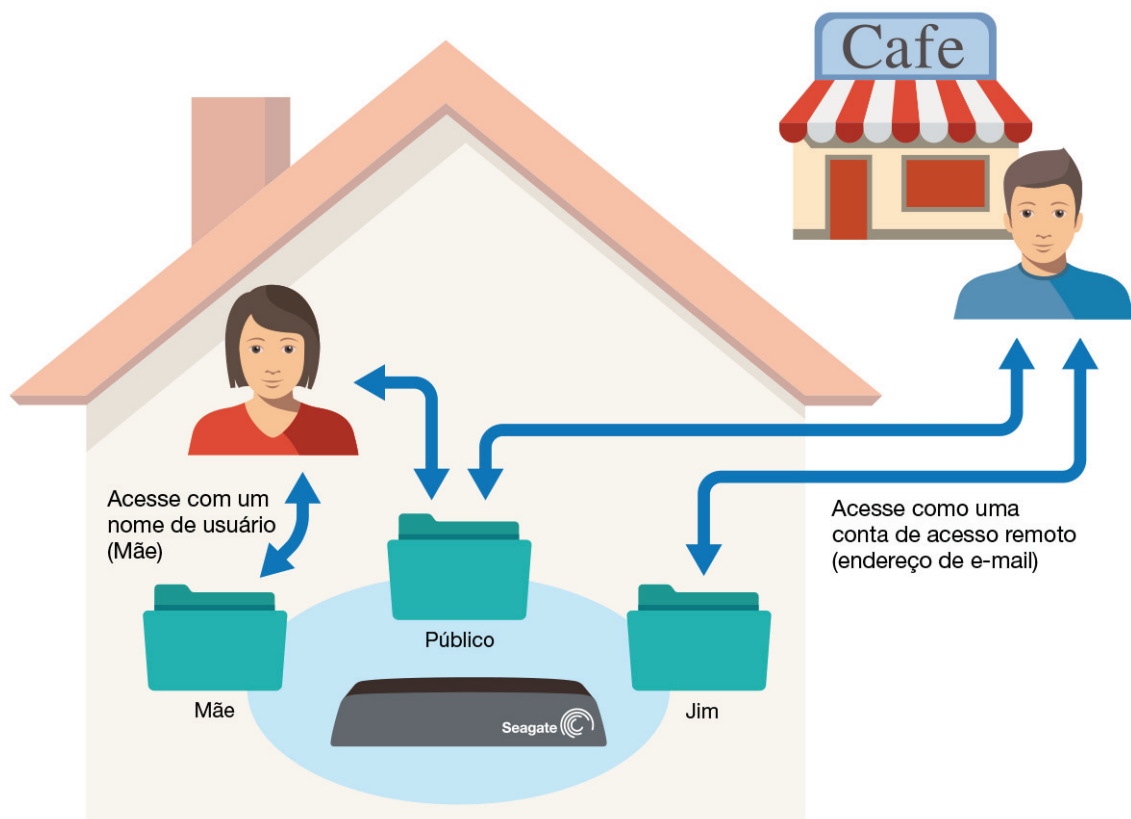 Cafe
Acesse com um
nome de usuário
(Mãe)
Acesse como uma
conta de acesso remoto
(endereço de e-mail)
Público
Mãe
Jim
Seagate